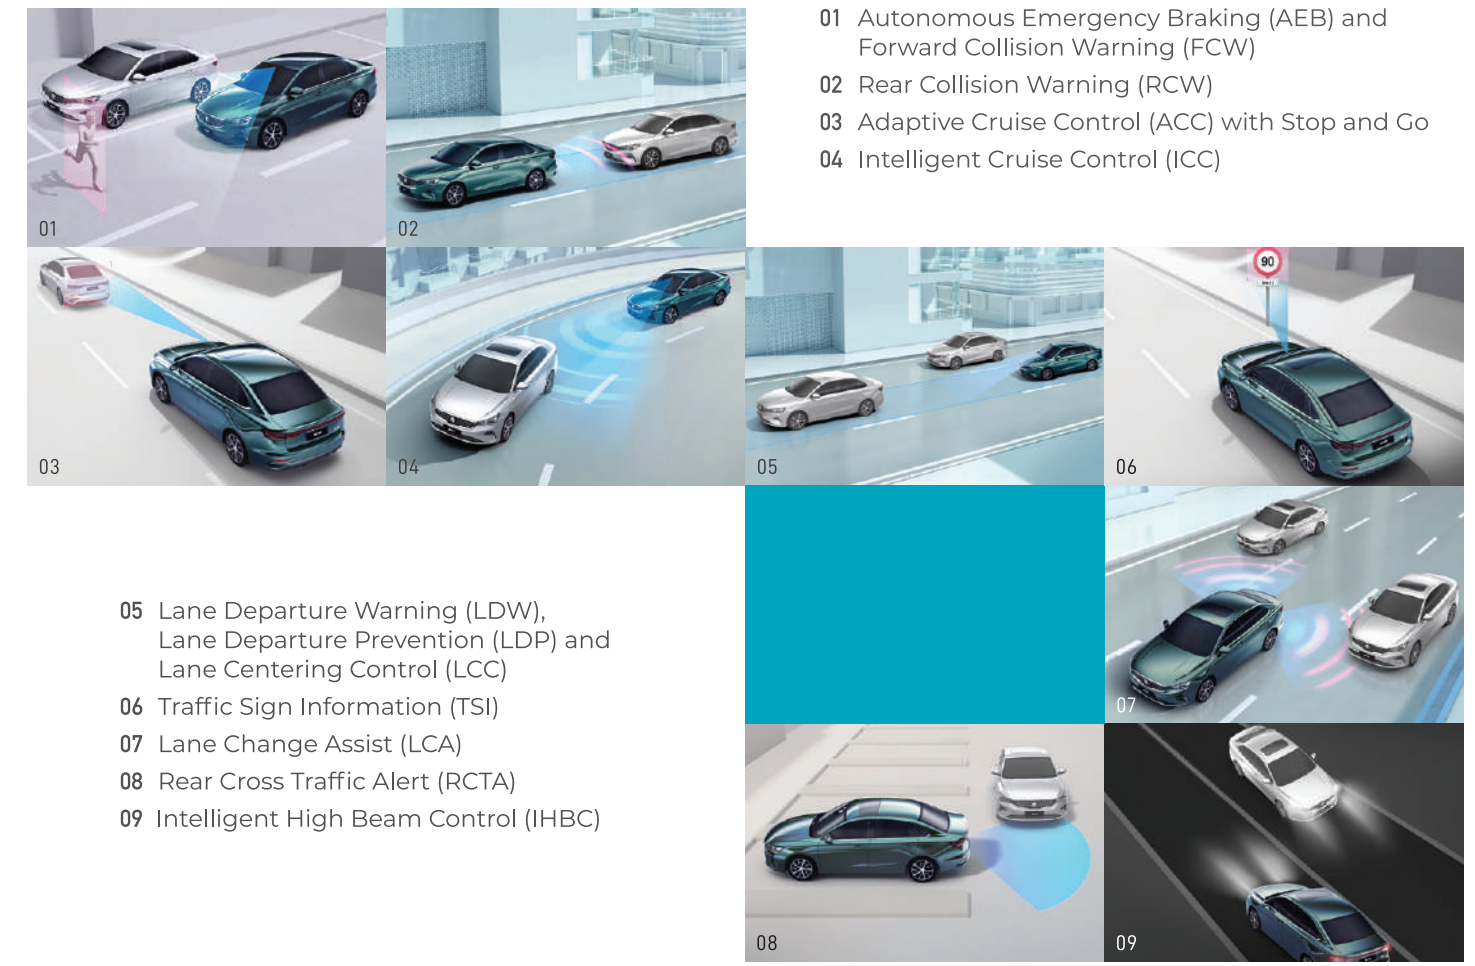 01 Autonomous Emergency Braking (AEB) and
Forward Collision Warning (FCW)
02 Rear Collision Warning (RCW)
03 Adaptive Cruise Control (ACC) with Stop and Go
04 Intelligent Cruise Control (ICC)
01
02
90
03
04
05
06
05 Lane Departure Warning (LDW),
Lane Departure Prevention (LDP) and
Lane Centering Control (LCC)
06 Traffic Sign Information (TSI)
07 Lane Change Assist (LCA)
08 Rear Cross Traffic Alert (RCTA)
09 Intelligent High Beam Control (IHBC)
07
08
09